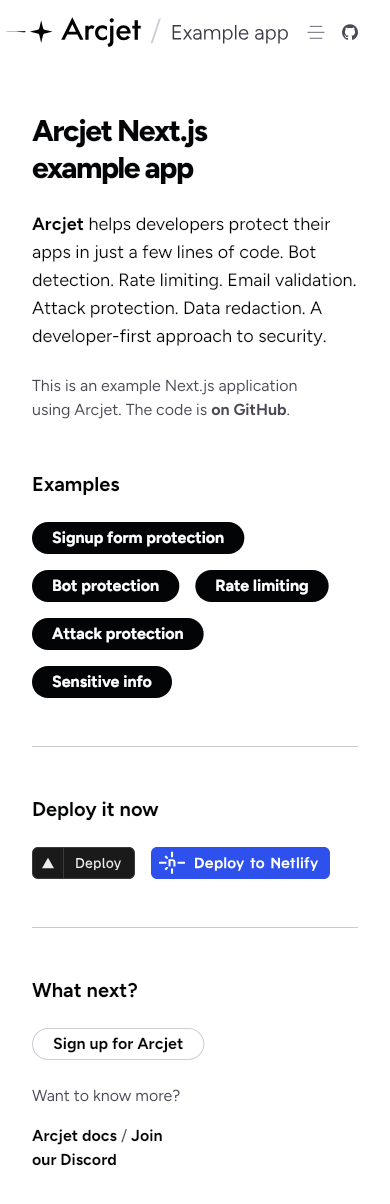 Arcjet / Example app
Arcjet Next.js
example app
Arcjet helps developers protect their
apps in just a few lines of code. Bot
detection. Rate limiting. Email validation.
Attack protection. Data redaction. A
developer-first approach to security.
This is an example Next.js application
using Arcjet. The code is on GitHub.
Examples
Signup form protection
Bot protection Rate limiting
Attack protection
Sensitive info
Deploy it now
Deploy Deploy to Netlify
What next?
Sign up for Arcjet
Want to know more?
Arcjet docs / Join
our Discord